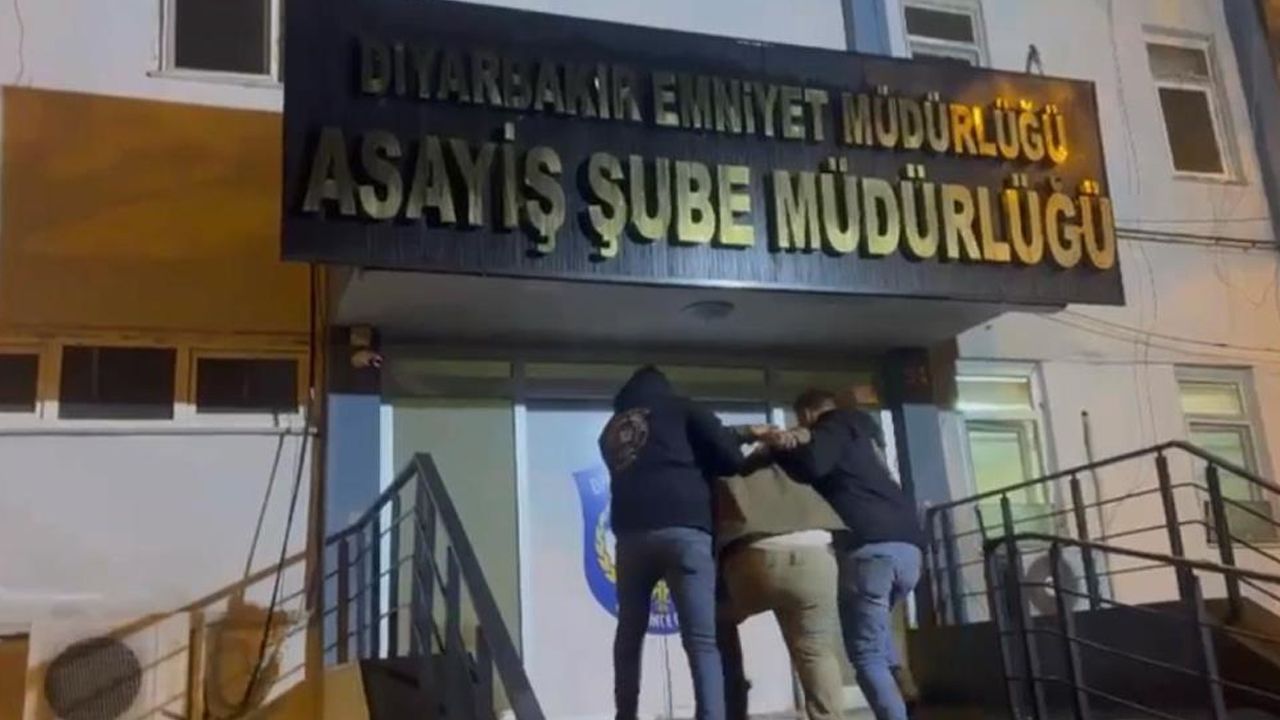 DİYARBAKIR EMNİYET MÜDÜRLÜĞÜ
ASAYİŞ ŞUBE MÜDÜRLÜĞÜ